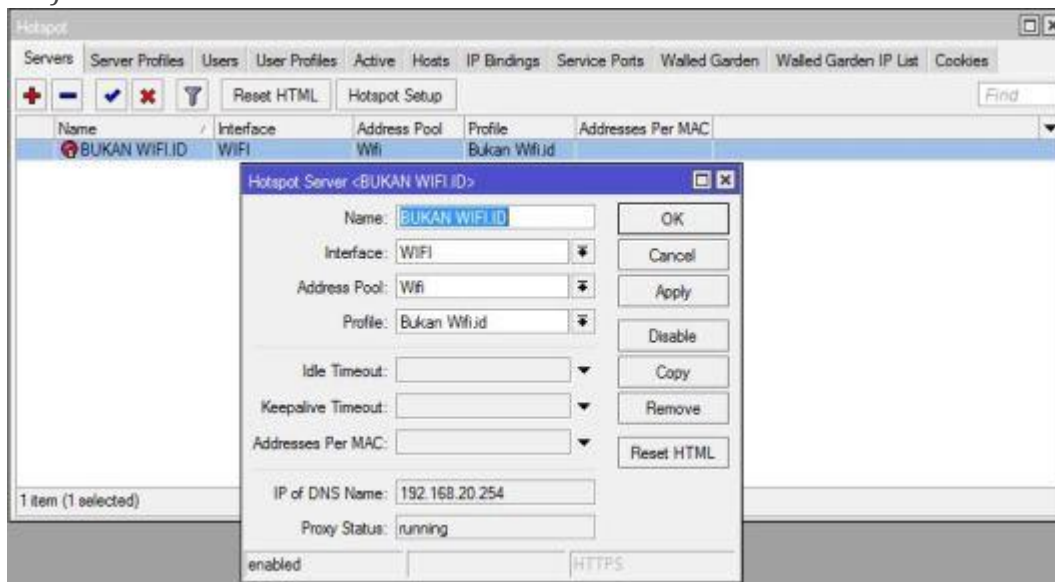 Hotspot
Servers Server Profiles Users User Profiles Active Hosts IP Bindings Service Ports Walled Garden Walled Garden IP List Cookies
Reset HTML Hotspot Setup Find
Name Interface Address Pool Profile Addresses Per MAC
BUKAN WIFI.ID WIFI Wifi Bukan Wifi.id
Hotspot Server <BUKAN WIFI.ID>
Name: BUKAN WIFI.ID OK
Interface: WIFI Cancel
Address Pool: Wifi Apply
Profile: Bukan Wifi.id
Disable
Idle Timeout: Copy
Keepalive Timeout: Remove
Addresses Per MAC: Reset HTML
IP of DNS Name: 192.168.20.254
1 item (1 selected)
Proxy Status: running
enabled HTTPS